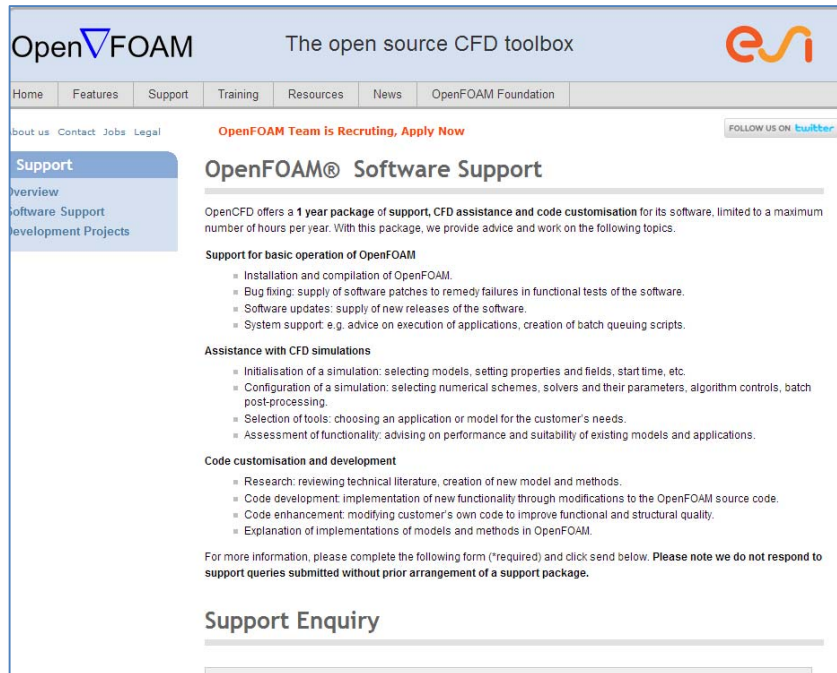 Open∇FOAM
The open source CFD toolbox
esi
Home Features Support Training Resources News OpenFOAM Foundation
bout us Contact Jobs Legal
OpenFOAM Team is Recruting, Apply Now
FOLLOW US ON twitter
Support
verview
oftware Support
evelopment Projects
OpenFOAM® Software Support
OpenCFD offers a 1 year package of support, CFD assistance and code customisation for its software, limited to a maximum
number of hours per year. With this package, we provide advice and work on the following topics.
Support for basic operation of OpenFOAM
Installation and compilation of OpenFOAM.
Bug fixing: supply of software patches to remedy failures in functional tests of the software.
Software updates: supply of new releases of the software.
System support: e.g. advice on execution of applications, creation of batch queuing scripts.
Assistance with CFD simulations
Initialisation of a simulation: selecting models, setting properties and fields, start time, etc.
Configuration of a simulation: selecting numerical schemes, solvers and their parameters, algorithm controls, batch
post-processing.
Selection of tools: choosing an application or model for the customer's needs.
Assessment of functionality: advising on performance and suitability of existing models and applications.
Code customisation and development
Research: reviewing technical literature, creation of new model and methods.
Code development: implementation of new functionality through modifications to the OpenFOAM source code.
Code enhancement: modifying customer's own code to improve functional and structural quality.
Explanation of implementations of models and methods in OpenFOAM.
For more information, please complete the following form (*required) and click send below. Please note we do not respond to
support queries submitted without prior arrangement of a support package.
Support Enquiry